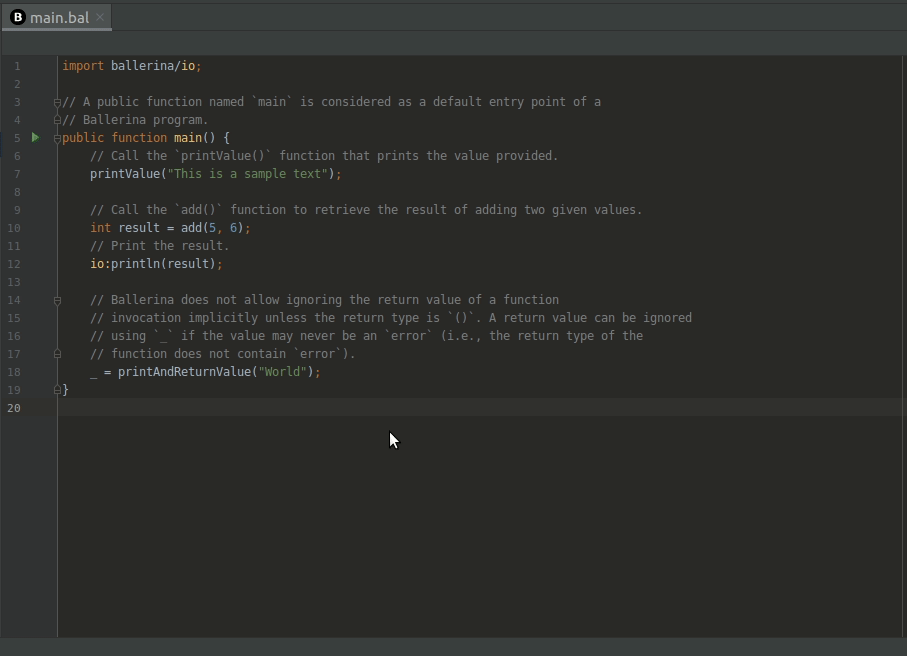 B main.bal ×
1 import ballerina/io;
2
3 // A public function named `main` is considered as a default entry point of a
4 // Ballerina program.
5 public function main() {
6 // Call the `printValue()` function that prints the value provided.
7 printValue("This is a sample text");
8
9 // Call the `add()` function to retrieve the result of adding two given values.
10 int result = add(5, 6);
11 // Print the result.
12 io:println(result);
13
14 // Ballerina does not allow ignoring the return value of a function
15 // invocation implicitly unless the return type is `()`. A return value can be ignored
16 // using `_` if the value may never be an `error` (i.e., the return type of the
17 // function does not contain `error`).
18 _ = printAndReturnValue("World");
19 }
20